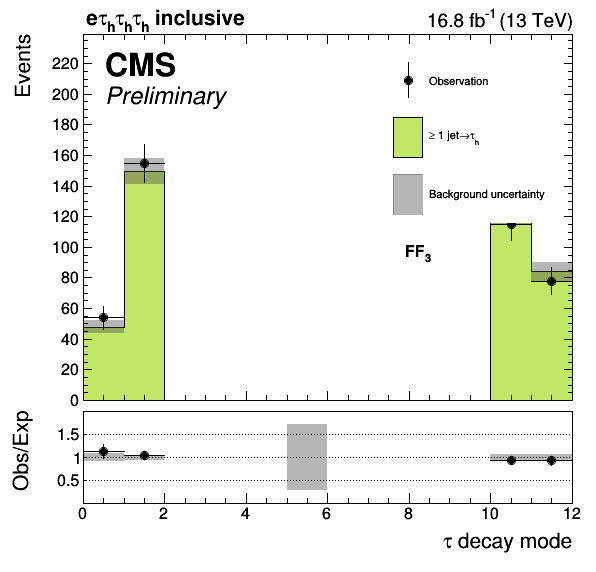 eτhτhτh inclusive
16.8 fb⁻¹ (13 TeV)
CMS
Preliminary
Events
220
200
180
160
140
120
100
80
60
40
20
0
Observation
≥ 1 jet→τh
Background uncertainty
FF3
Obs/Exp
1.5
1
0.5
0 2 4 6 8 10 12
τ decay mode